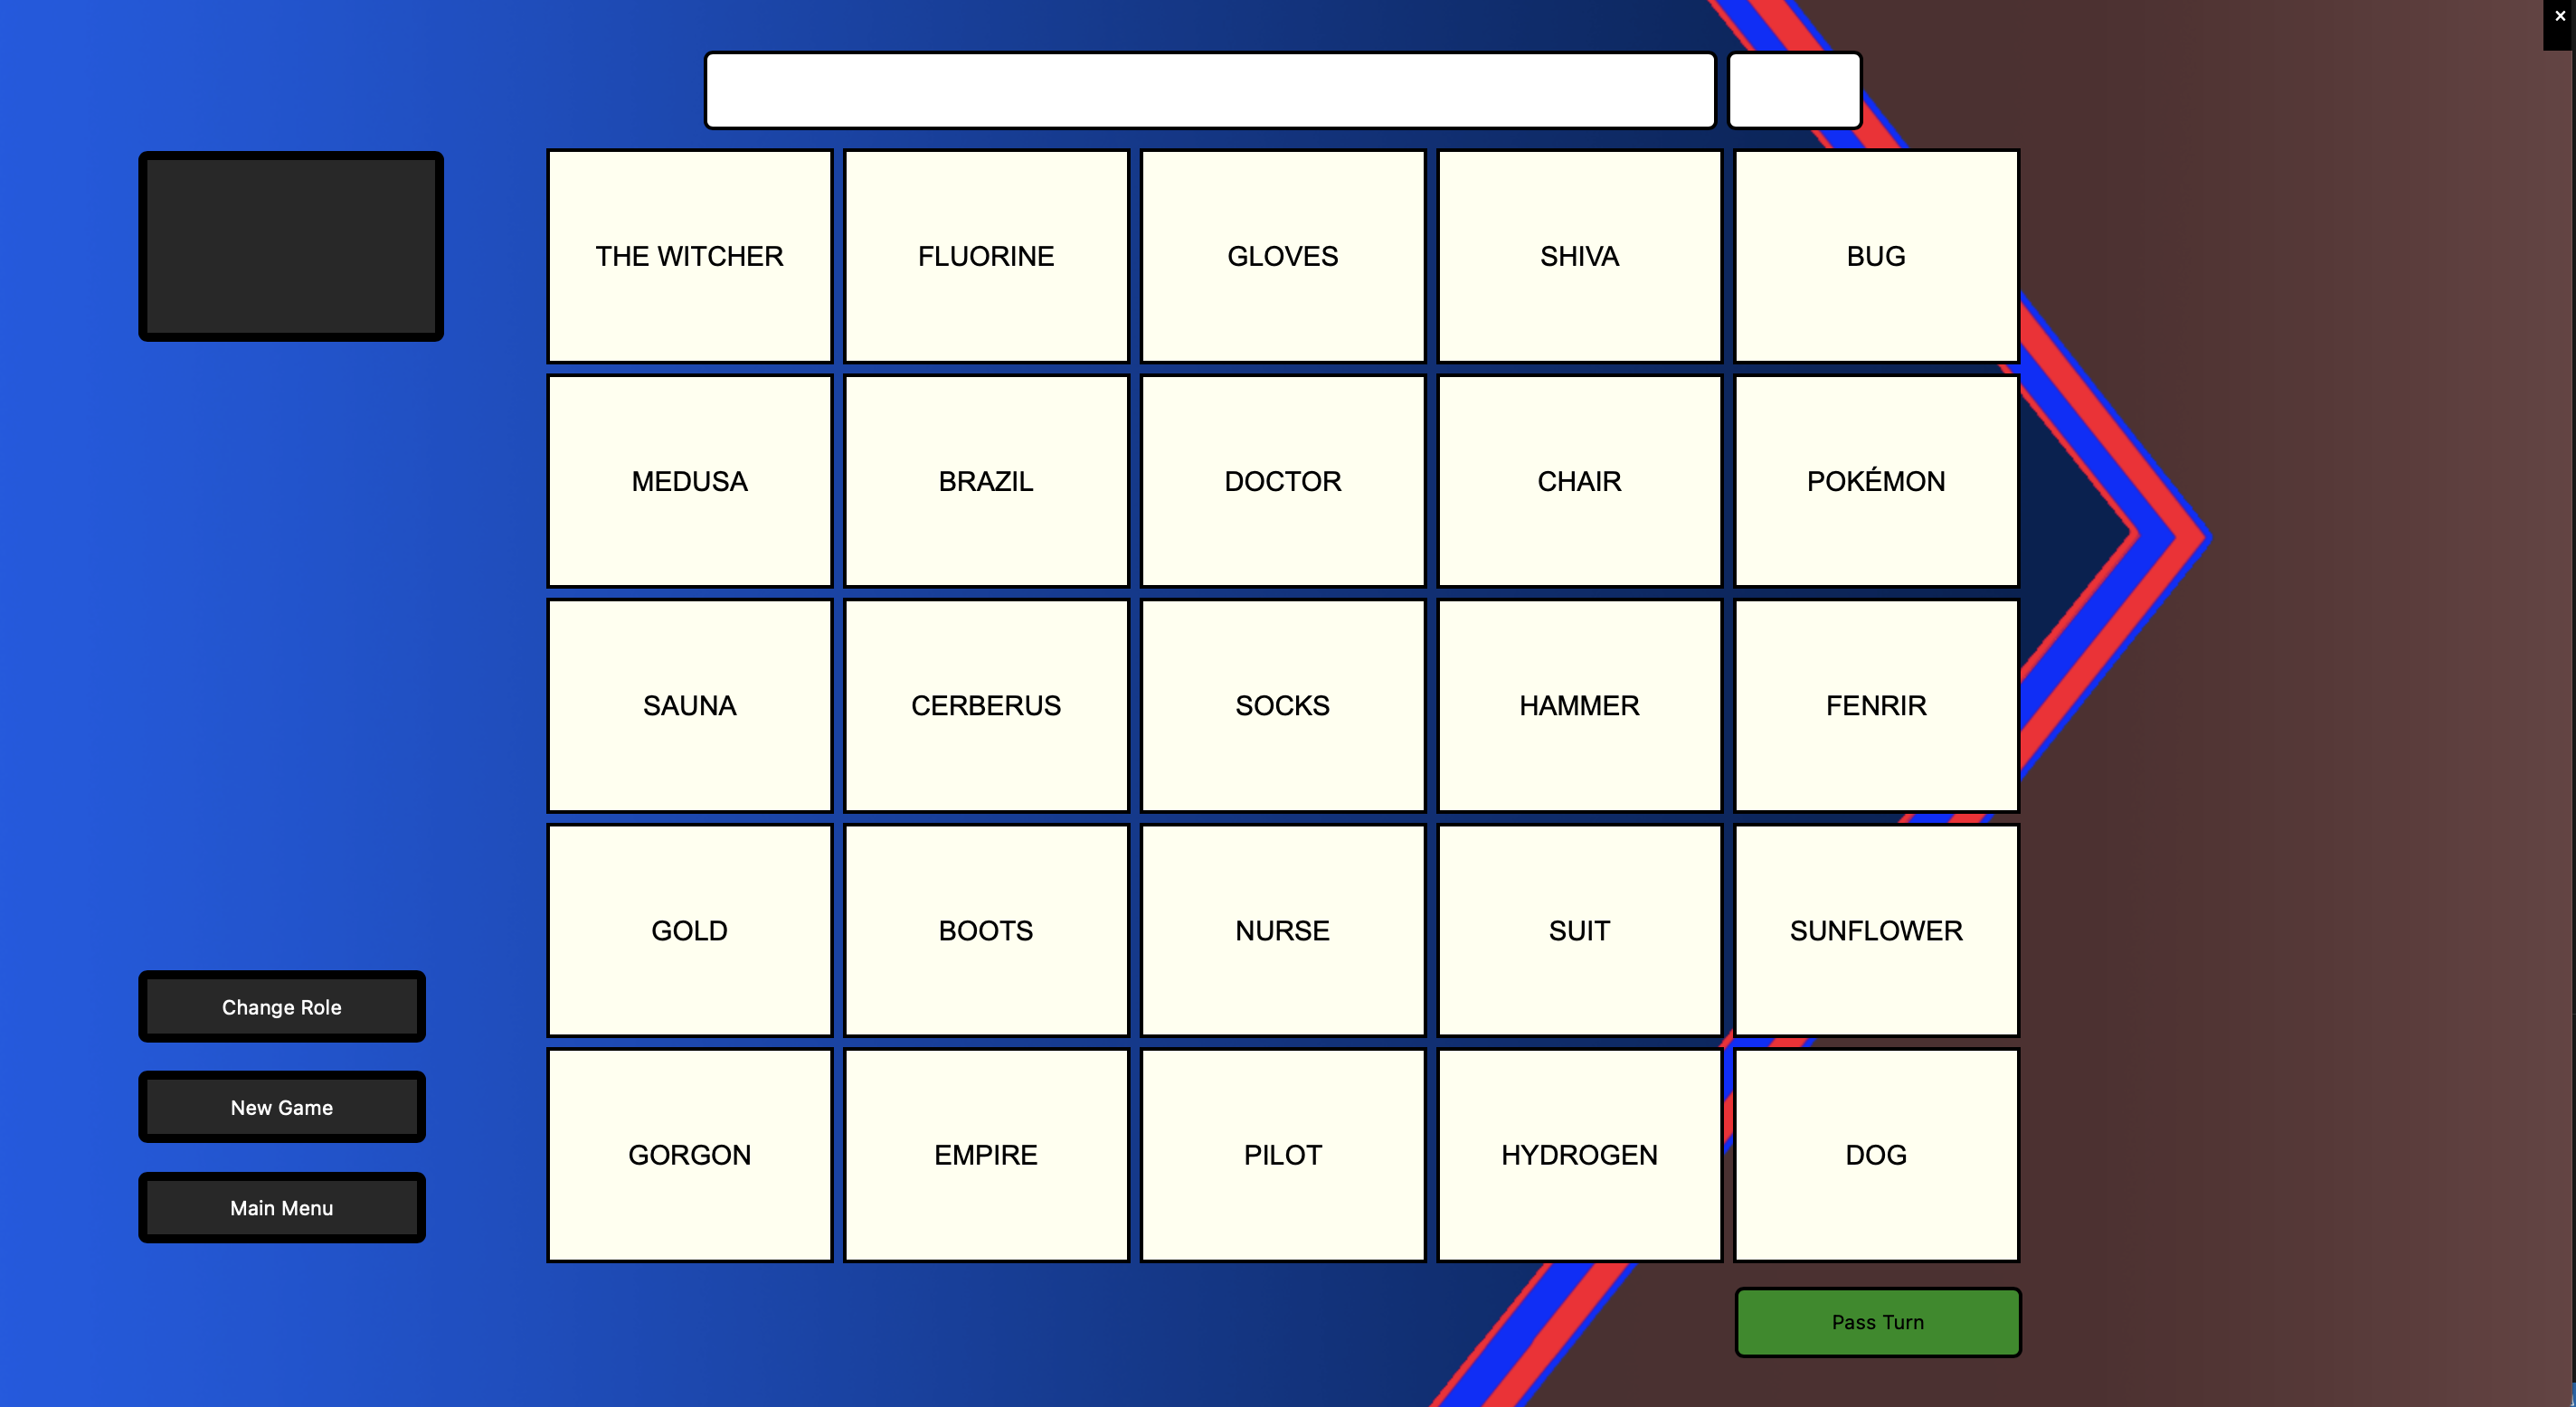 ×
THE WITCHER
FLUORINE
GLOVES
SHIVA
BUG
MEDUSA
BRAZIL
DOCTOR
CHAIR
POKÉMON
SAUNA
CERBERUS
SOCKS
HAMMER
FENRIR
GOLD
BOOTS
NURSE
SUIT
SUNFLOWER
GORGON
EMPIRE
PILOT
HYDROGEN
DOG
Change Role
New Game
Main Menu
Pass Turn